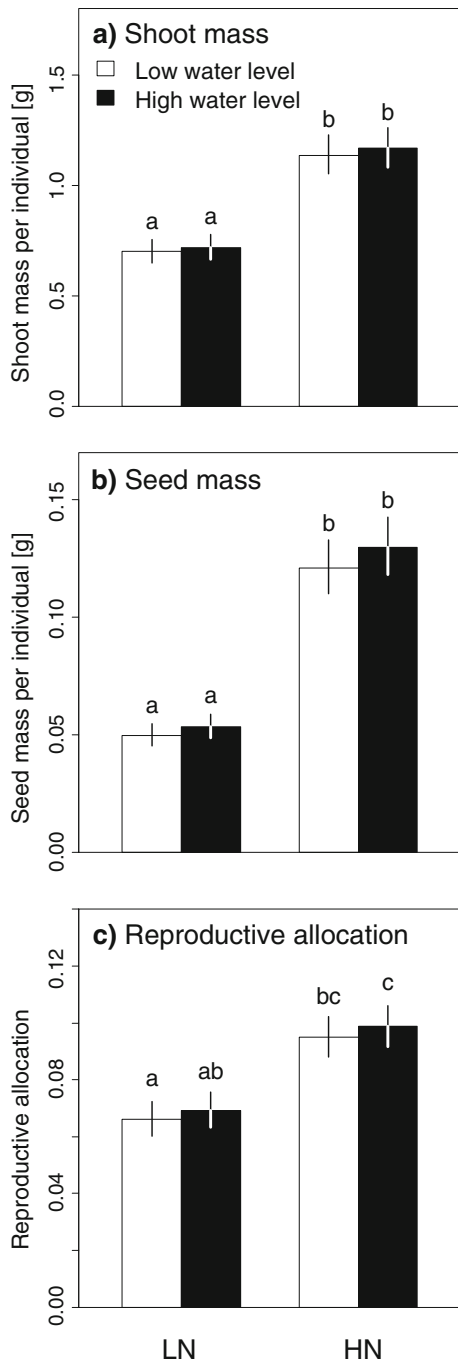 a) Shoot mass
Low water level
High water level
Shoot mass per individual [g]
1.5
1.0
0.5
0.0
a
a
b
b
b) Seed mass
Seed mass per individual [g]
0.15
0.10
0.05
0.00
a
a
b
b
c) Reproductive allocation
Reproductive allocation
0.12
0.08
0.04
0.00
a
ab
bc
c
LN HN